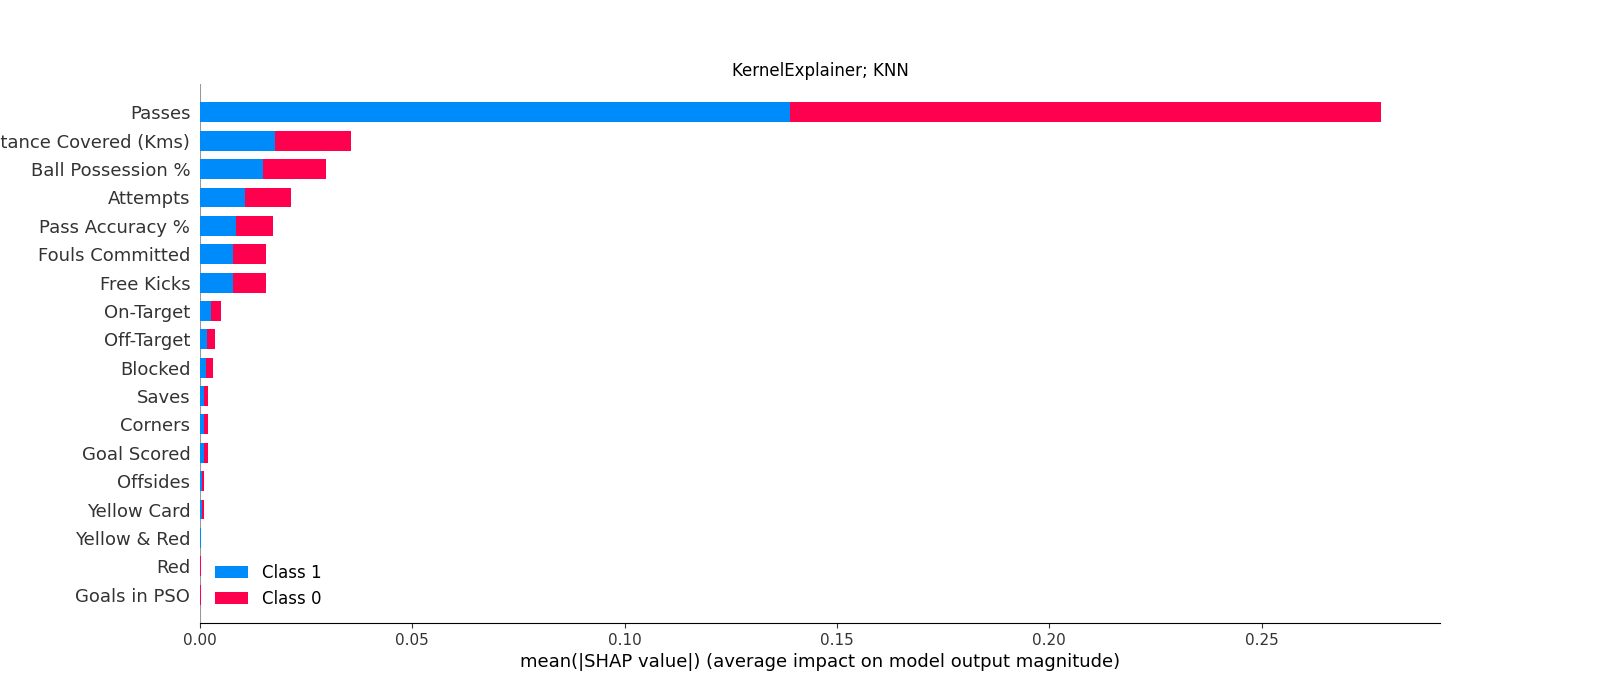 KernelExplainer; KNN
Passes
tance Covered (Kms)
Ball Possession %
Attempts
Pass Accuracy %
Fouls Committed
Free Kicks
On-Target
Off-Target
Blocked
Saves
Corners
Goal Scored
Offsides
Yellow Card
Yellow & Red
Red
Goals in PSO
Class 1
Class 0
0.00 0.05 0.10 0.15 0.20 0.25
mean(|SHAP value|) (average impact on model output magnitude)